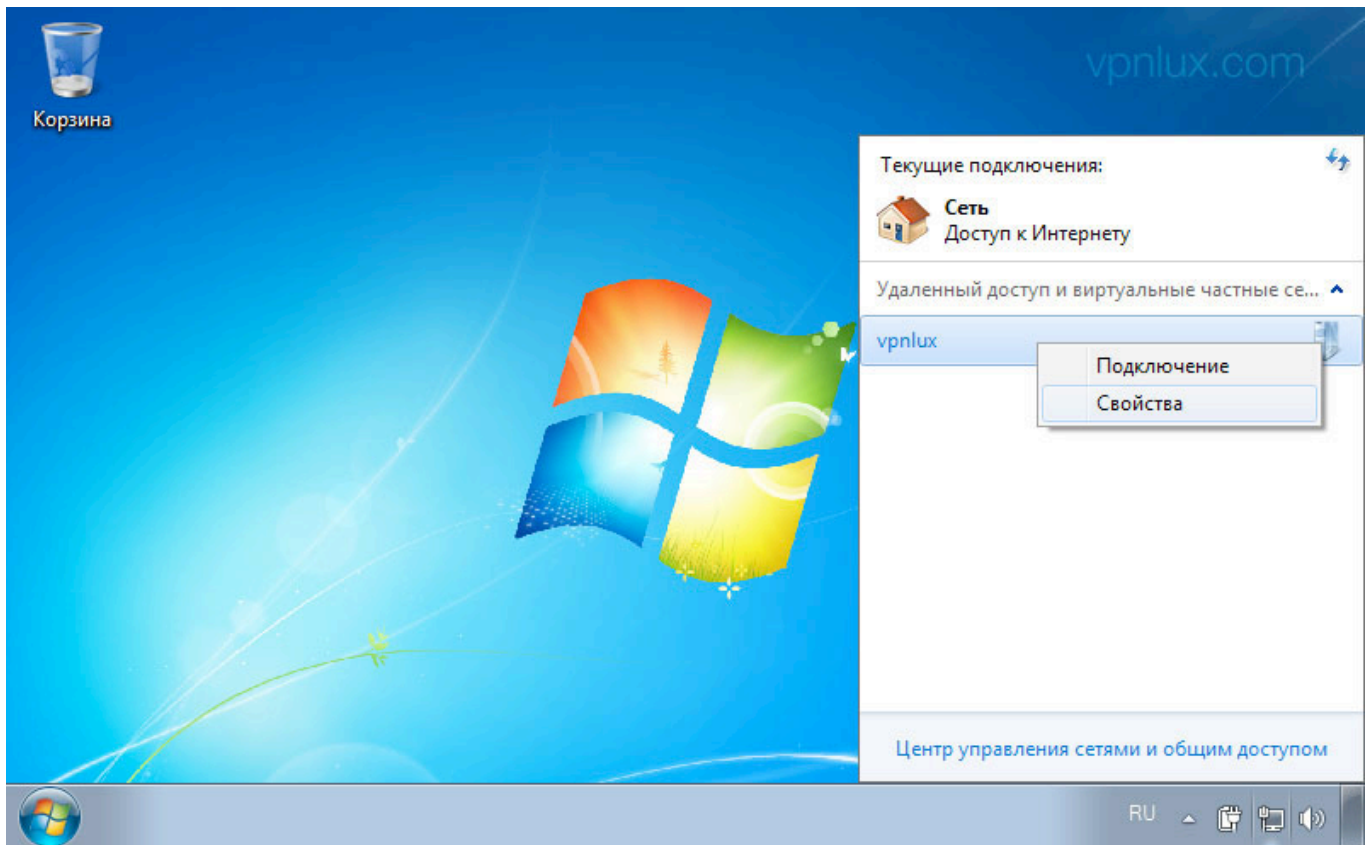 vpnlux.com
Корзина
Текущие подключения:
Сеть
Доступ к Интернету
Удаленный доступ и виртуальные частные се...
vpnlux
Подключение
Свойства
Центр управления сетями и общим доступом
RU